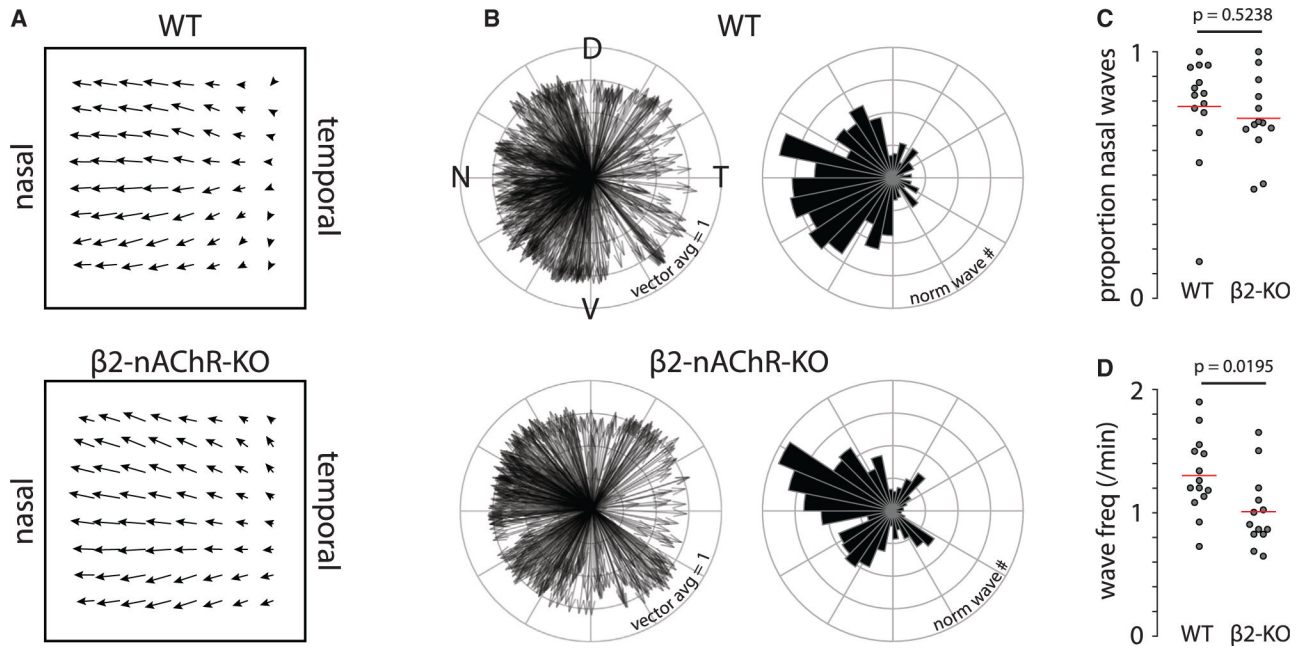 A
WT
nasal
temporal
β2-nAChR-KO
nasal
temporal
B
WT
D
N
T
V
vector avg = 1
norm wave #
β2-nAChR-KO
vector avg = 1
norm wave #
C
p = 0.5238
proportion nasal waves
1
0
WT β2-KO
D
p = 0.0195
wave freq (/min)
2
1
0
WT β2-KO